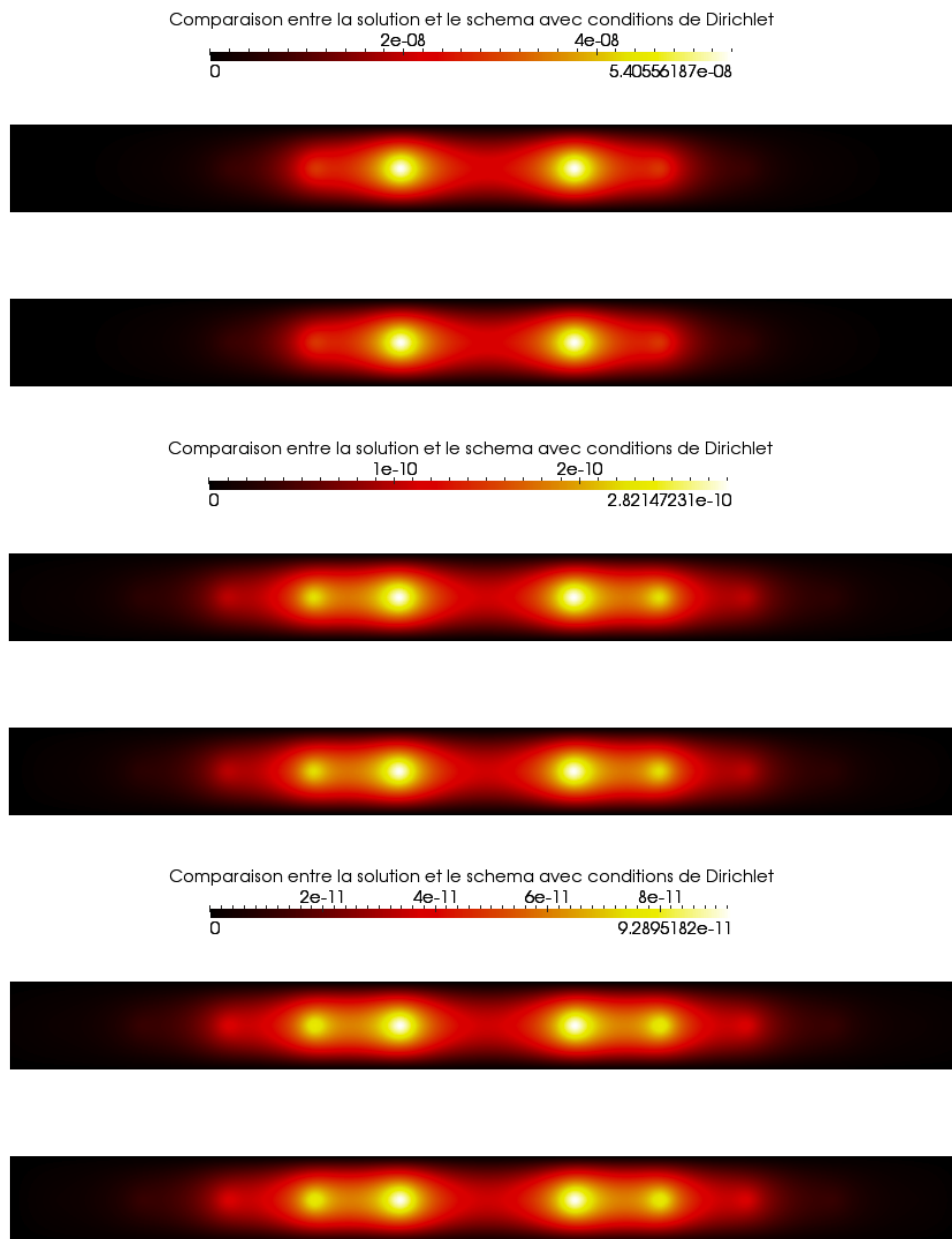 Comparaison entre la solution et le schema avec conditions de Dirichlet
2e-08 4e-08
0 5.40556187e-08
Comparaison entre la solution et le schema avec conditions de Dirichlet
1e-10 2e-10
0 2.82147231e-10
Comparaison entre la solution et le schema avec conditions de Dirichlet
2e-11 4e-11 6e-11 8e-11
0 9.2895182e-11